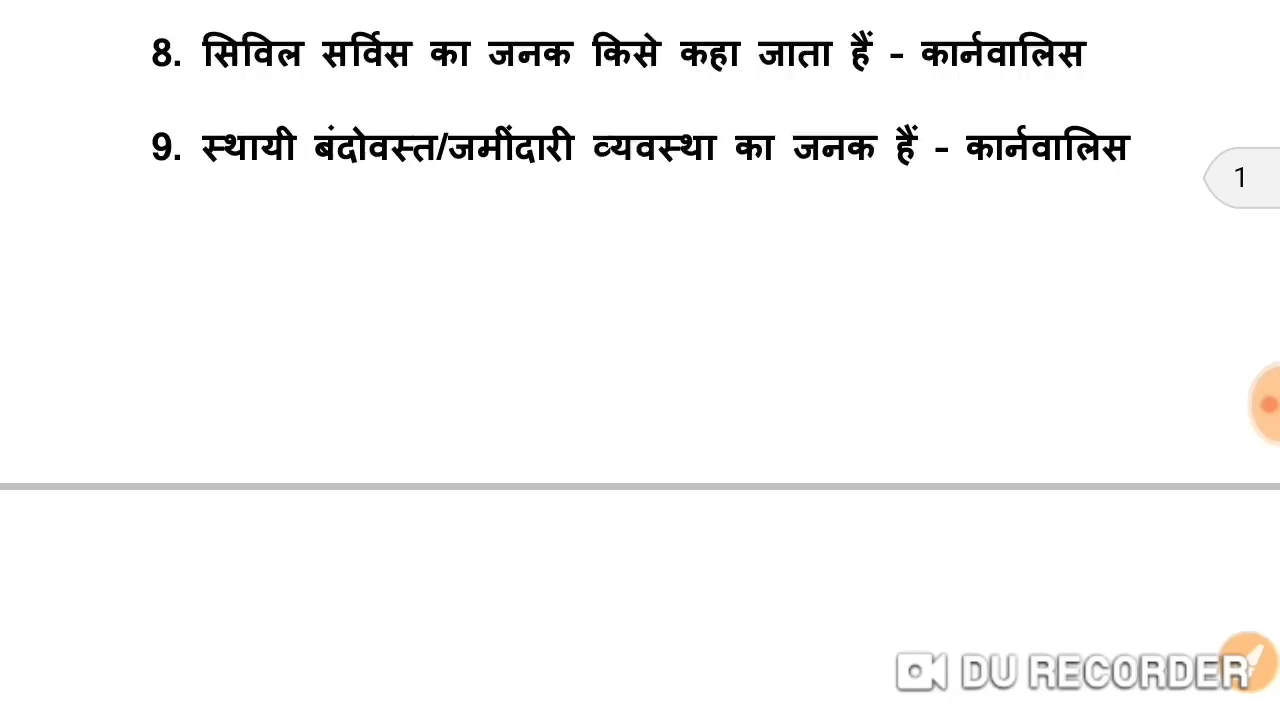 8. सिविल सर्विस का जनक किसे कहा जाता हैं - कार्नवालिस
9. स्थायी बंदोवस्त/जमींदारी व्यवस्था का जनक हैं - कार्नवालिस
1
DU RECORDER